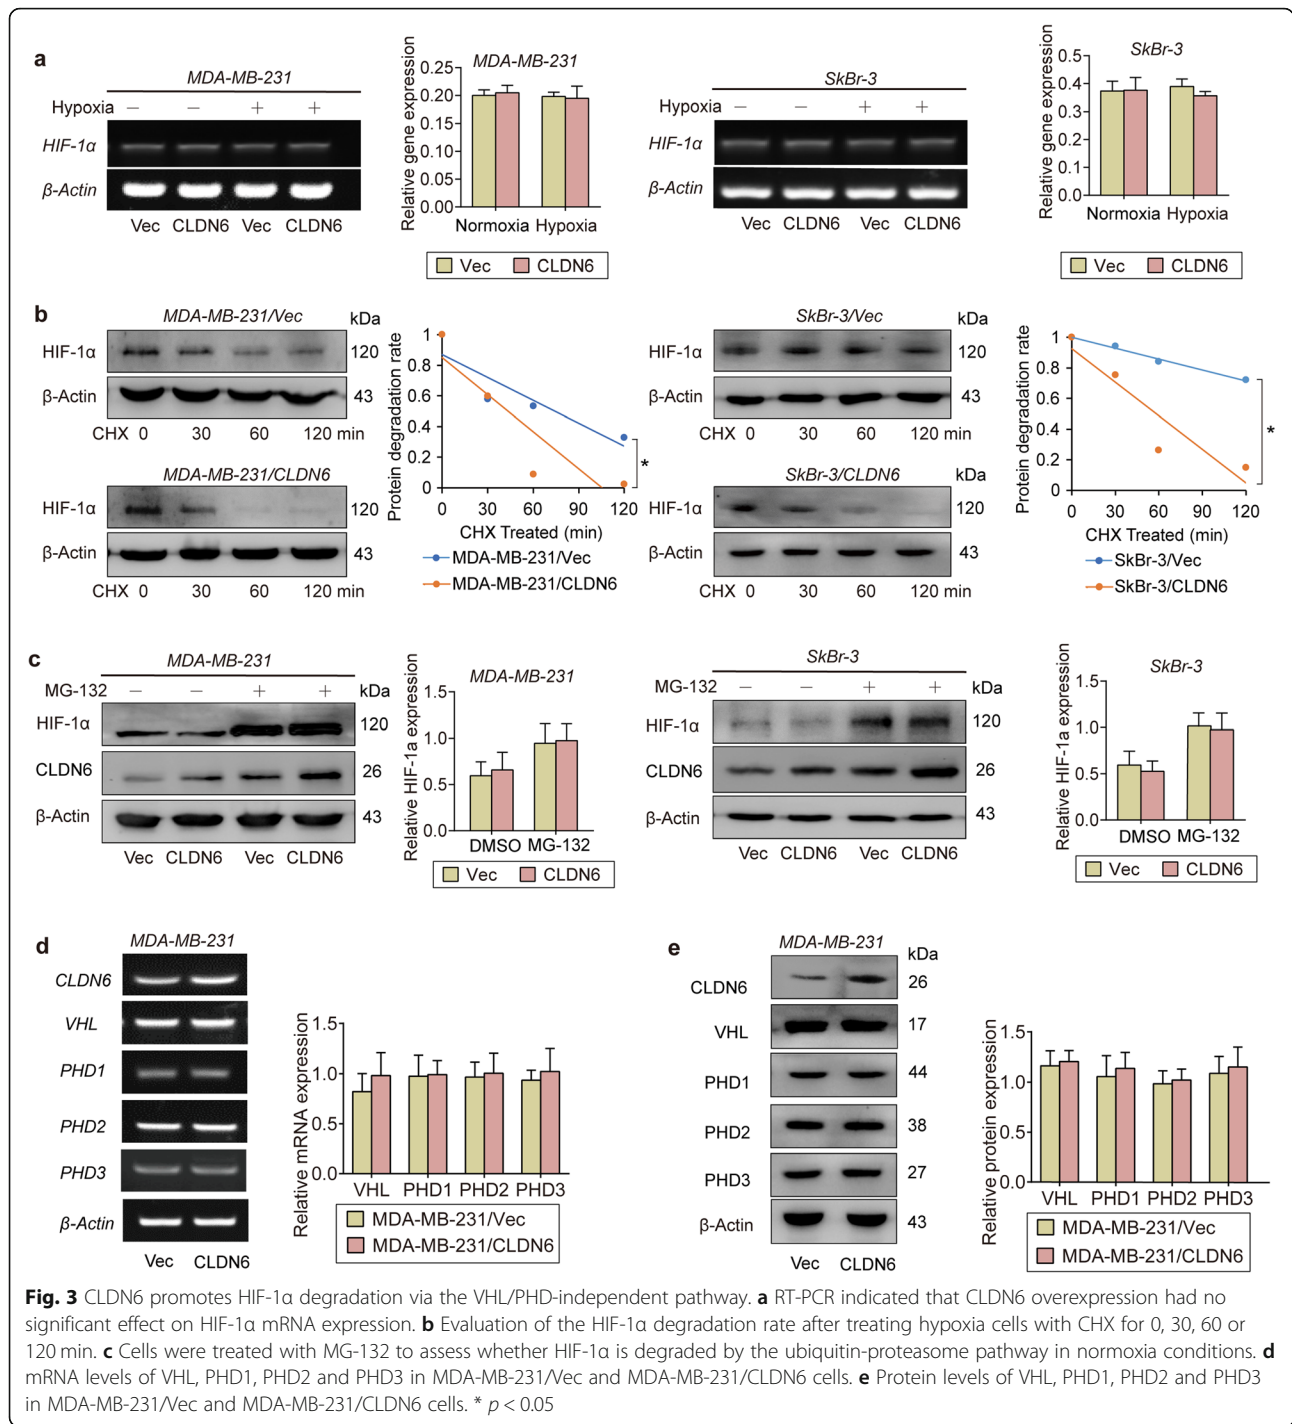 a
MDA-MB-231
Hypoxia − − + +
HIF-1α
β-Actin
Vec CLDN6 Vec CLDN6
MDA-MB-231
Relative gene expression
0.25
0.20
0.15
0.10
0.05
0.00
Normoxia Hypoxia
Vec CLDN6
SkBr-3
Hypoxia − − + +
HIF-1α
β-Actin
Vec CLDN6 Vec CLDN6
SkBr-3
Relative gene expression
0.5
0.4
0.3
0.2
0.1
0.0
Normoxia Hypoxia
Vec CLDN6
b
MDA-MB-231/Vec
kDa
HIF-1α 120
β-Actin 43
CHX 0 30 60 120 min
MDA-MB-231/CLDN6
HIF-1α 120
β-Actin 43
CHX 0 30 60 120 min
Protein degradation rate
1
0.8
0.6
0.4
0.2
0
*
0 30 60 90 120
CHX Treated (min)
MDA-MB-231/Vec
MDA-MB-231/CLDN6
SkBr-3/Vec
kDa
HIF-1α 120
β-Actin 43
CHX 0 30 60 120 min
SkBr-3/CLDN6
HIF-1α 120
β-Actin 43
CHX 0 30 60 120 min
Protein degradation rate
1
0.8
0.6
0.4
0.2
0
*
0 30 60 90 120
CHX Treated (min)
SkBr-3/Vec
SkBr-3/CLDN6
c
MDA-MB-231
MG-132 − − + + kDa
HIF-1α 120
CLDN6 26
β-Actin 43
Vec CLDN6 Vec CLDN6
MDA-MB-231
Relative HIF-1a expression
1.5
1.0
0.5
0.0
DMSO MG-132
Vec CLDN6
SkBr-3
MG-132 − − + + kDa
HIF-1α 120
CLDN6 26
β-Actin 43
Vec CLDN6 Vec CLDN6
SkBr-3
Relative HIF-1a expression
1.5
1.0
0.5
0.0
DMSO MG-132
Vec CLDN6
d
MDA-MB-231
CLDN6
VHL
PHD1
PHD2
PHD3
β-Actin
Vec CLDN6
Relative mRNA expression
1.5
1.0
0.5
0.0
VHL PHD1 PHD2 PHD3
MDA-MB-231/Vec
MDA-MB-231/CLDN6
e
MDA-MB-231
kDa
CLDN6 26
VHL 17
PHD1 44
PHD2 38
PHD3 27
β-Actin 43
Vec CLDN6
Relative protein expression
1.5
1.0
0.5
0.0
VHL PHD1 PHD2 PHD3
MDA-MB-231/Vec
MDA-MB-231/CLDN6
Fig. 3 CLDN6 promotes HIF-1α degradation via the VHL/PHD-independent pathway. a RT-PCR indicated that CLDN6 overexpression had no
significant effect on HIF-1α mRNA expression. b Evaluation of the HIF-1α degradation rate after treating hypoxia cells with CHX for 0, 30, 60 or
120 min. c Cells were treated with MG-132 to assess whether HIF-1α is degraded by the ubiquitin-proteasome pathway in normoxia conditions. d
mRNA levels of VHL, PHD1, PHD2 and PHD3 in MDA-MB-231/Vec and MDA-MB-231/CLDN6 cells. e Protein levels of VHL, PHD1, PHD2 and PHD3
in MDA-MB-231/Vec and MDA-MB-231/CLDN6 cells. * p < 0.05